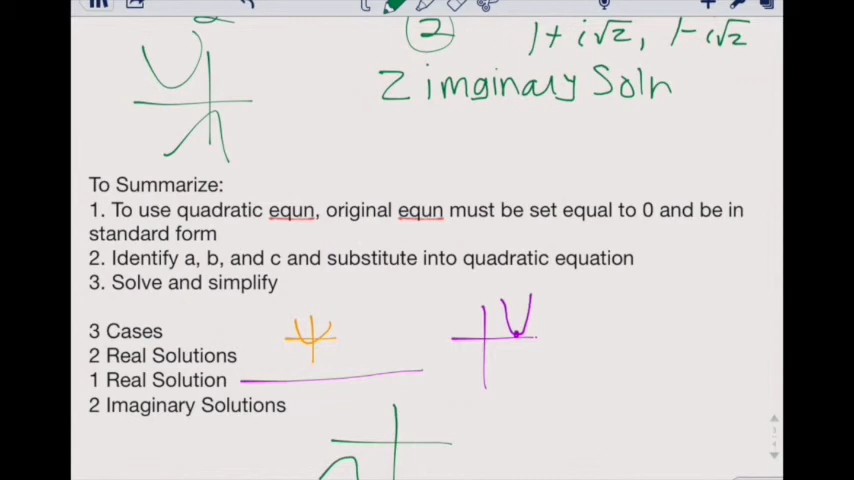 2
1+i√2, 1-i√2
2 imginary Soln
To Summarize:
1. To use quadratic equn, original equn must be set equal to 0 and be in
standard form
2. Identify a, b, and c and substitute into quadratic equation
3. Solve and simplify
3 Cases
2 Real Solutions
1 Real Solution
2 Imaginary Solutions